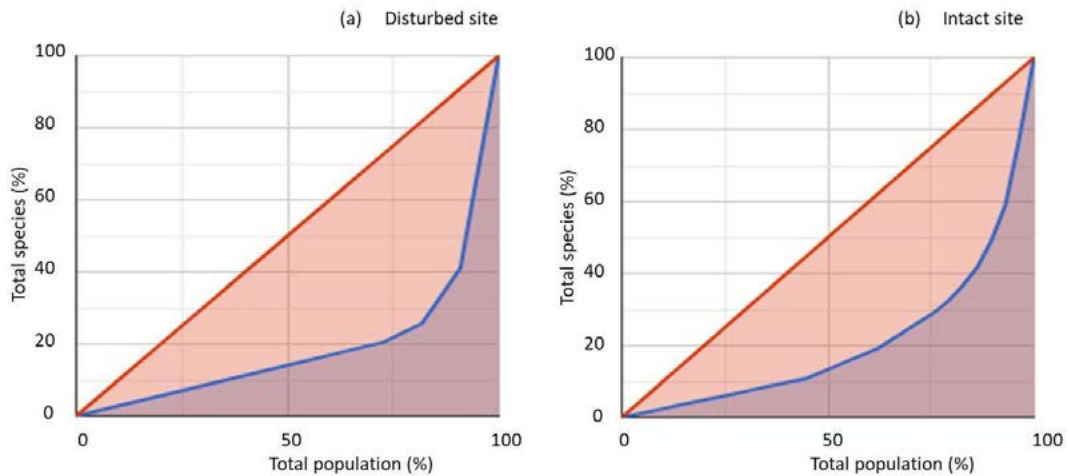 (a) Disturbed site
100
80
60
40
20
0
Total species (%)
0 50 100
Total population (%)
(b) Intact site
100
80
60
40
20
0
Total species (%)
0 50 100
Total population (%)